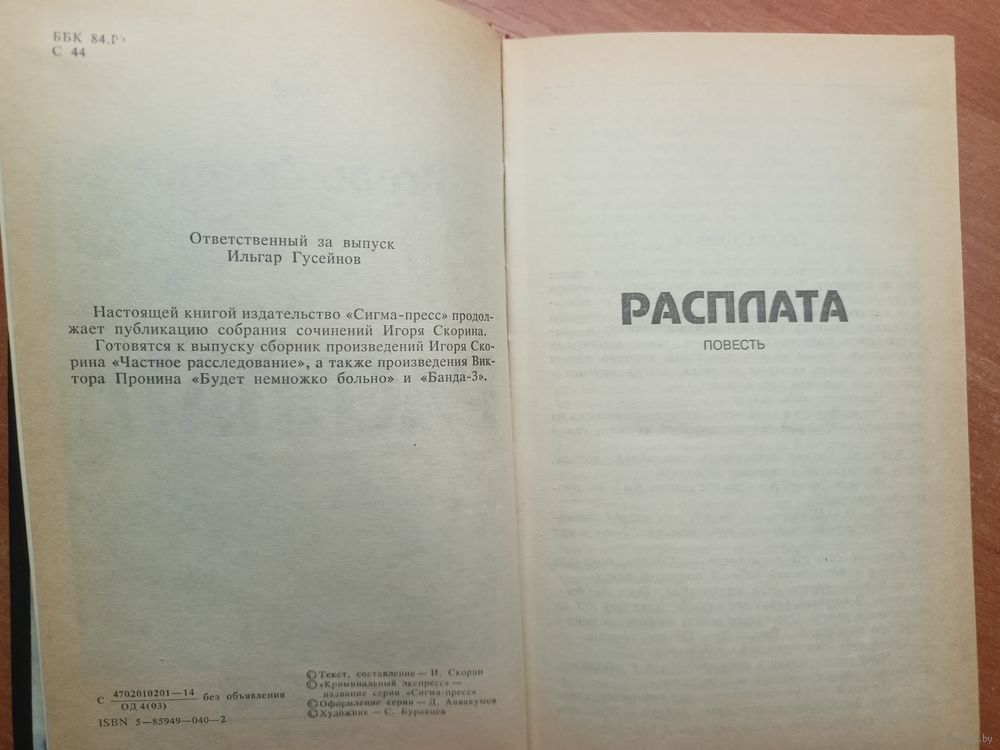 ББК 84.Р
С 44
Ответственный за выпуск
Ильгар Гусейнов
Настоящей книгой издательство «Сигма-пресс» продол-
жает публикацию собрания сочинений Игоря Скорина.
Готовятся к выпуску сборник произведений Игоря Ско-
рина «Частное расследование», а также произведения Вик-
тора Пронина «Будет немножко больно» и «Банда-3».
С 4702010201—14 без объявления
ОД 4(03)
ISBN 5—85949—040—2
© Текст, составление — И. Скорин
© «Криминальный экспресс» —
название серии «Сигма-пресс»
© Оформление серии — Д. Аввакумов
© Художник — С. Буравцев
РАСПЛАТА
ПОВЕСТЬ